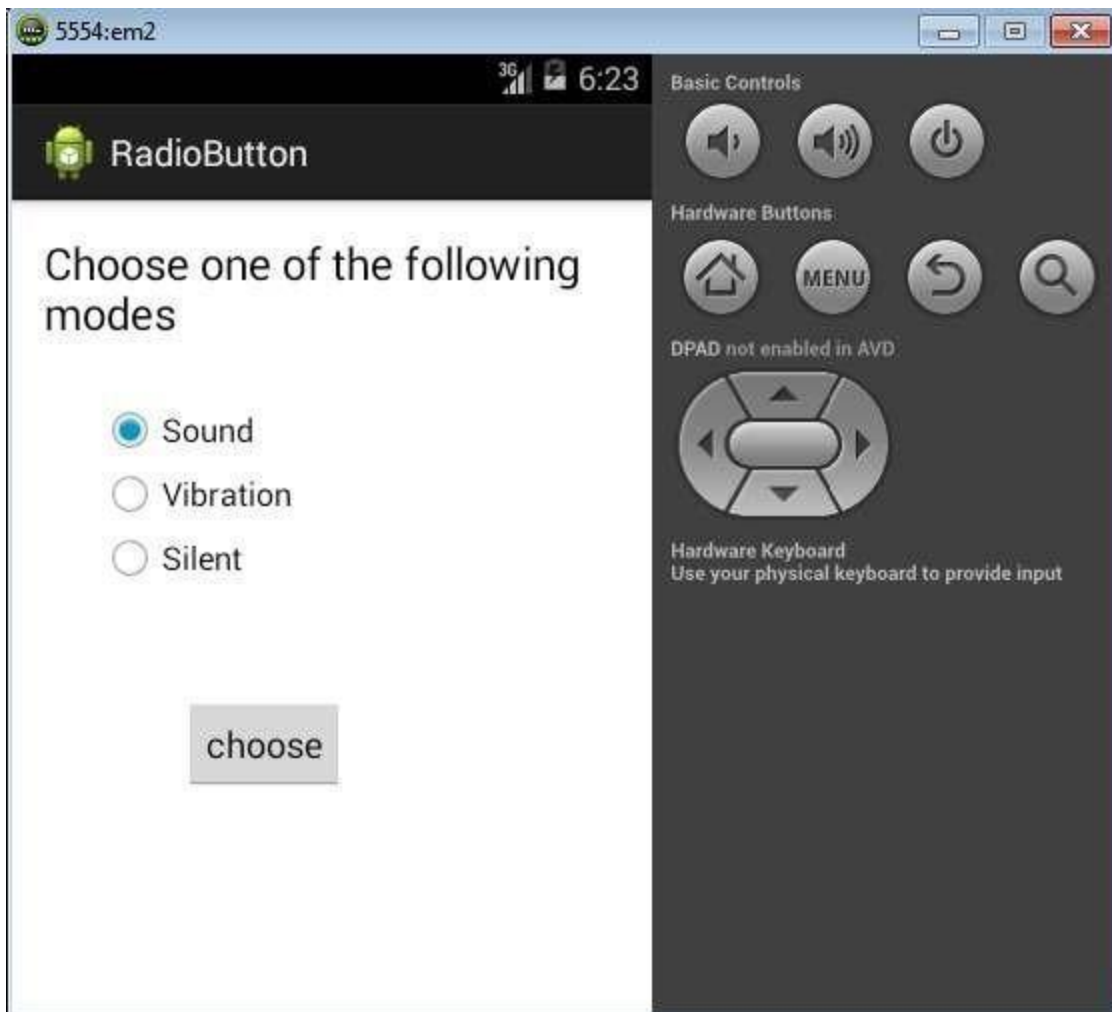 5554:em2
3G 6:23
RadioButton
Choose one of the following
modes
Sound
Vibration
Silent
choose
Basic Controls
Hardware Buttons
MENU
DPAD not enabled in AVD
Hardware Keyboard
Use your physical keyboard to provide input